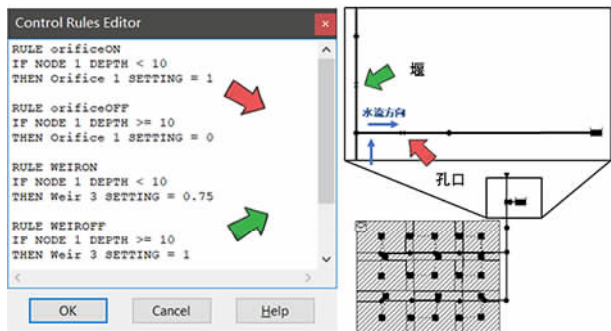 Control Rules Editor
RULE orificeON
IF NODE 1 DEPTH < 10
THEN Orifice 1 SETTING = 1
RULE orificeOFF
IF NODE 1 DEPTH >= 10
THEN Orifice 1 SETTING = 0
RULE WEIRON
IF NODE 1 DEPTH < 10
THEN Weir 3 SETTING = 0.75
RULE WEIROFF
IF NODE 1 DEPTH >= 10
THEN Weir 3 SETTING = 1
OK
Cancel
Help
堰
水流方向
孔口